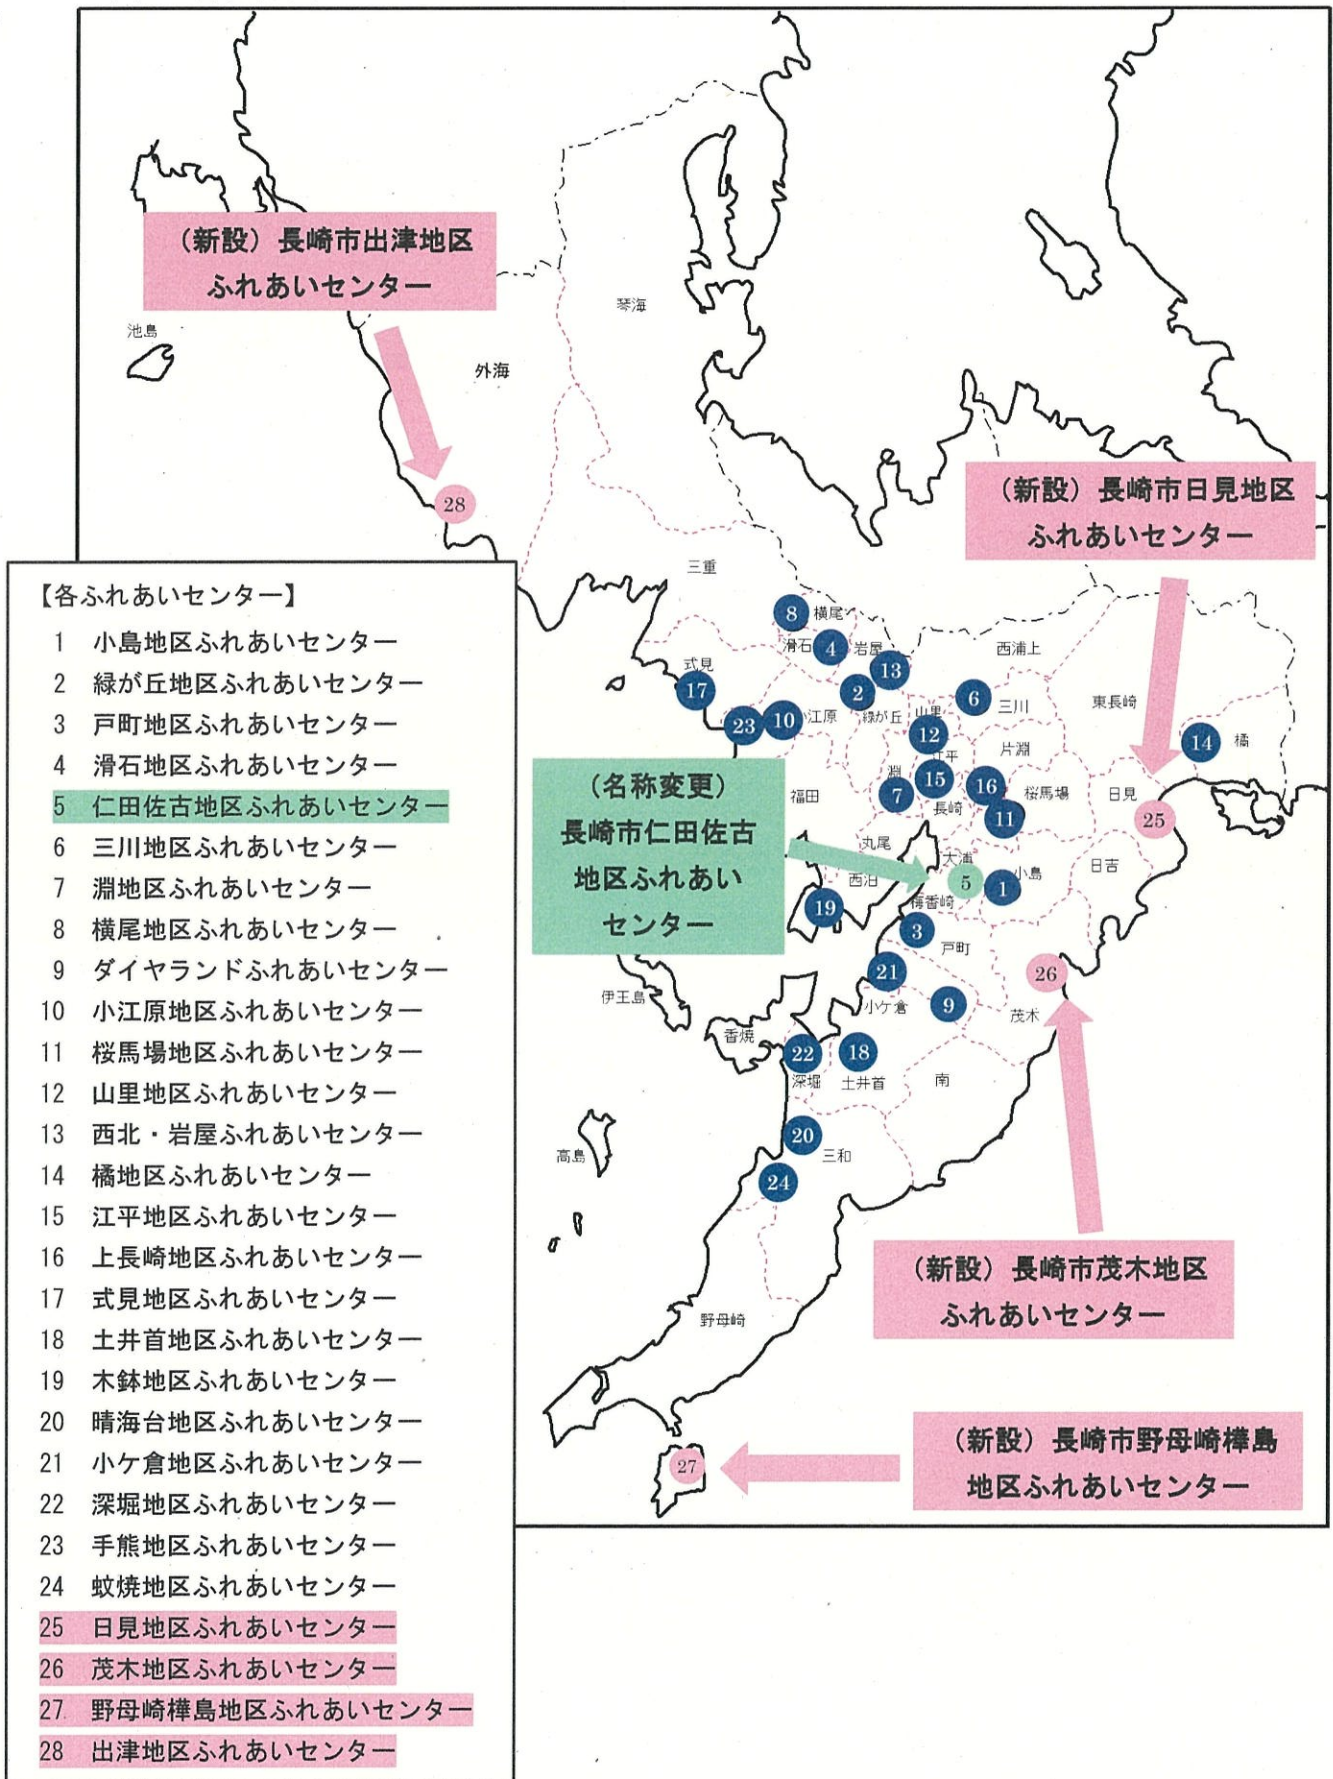 （新設）長崎市出津地区
ふれあいセンター
池島
琴海
外海
28
（新設）長崎市日見地区
ふれあいセンター
三重
8
横尾
滑石
4
岩屋
13
西浦上
式見
17
2
緑が丘
6
三川
東長崎
23
10
小江原
山里
12
14
橘
片淵
江平
淵
7
15
長崎
16
桜馬場
11
日見
25
福田
（名称変更）
長崎市仁田佐古
地区ふれあい
センター
丸尾
西泊
大浦
5
小島
1
日吉
19
梅香崎
3
戸町
21
26
小ケ倉
9
茂木
伊王島
香焼
22
深堀
18
土井首
南
20
三和
高島
24
（新設）長崎市茂木地区
ふれあいセンター
野母崎
27
（新設）長崎市野母崎樺島
地区ふれあいセンター
【各ふれあいセンター】
1 小島地区ふれあいセンター
2 緑が丘地区ふれあいセンター
3 戸町地区ふれあいセンター
4 滑石地区ふれあいセンター
5 仁田佐古地区ふれあいセンター
6 三川地区ふれあいセンター
7 淵地区ふれあいセンター
8 横尾地区ふれあいセンター
9 ダイヤランドふれあいセンター
10 小江原地区ふれあいセンター
11 桜馬場地区ふれあいセンター
12 山里地区ふれあいセンター
13 西北・岩屋ふれあいセンター
14 橘地区ふれあいセンター
15 江平地区ふれあいセンター
16 上長崎地区ふれあいセンター
17 式見地区ふれあいセンター
18 土井首地区ふれあいセンター
19 木鉢地区ふれあいセンター
20 晴海台地区ふれあいセンター
21 小ケ倉地区ふれあいセンター
22 深堀地区ふれあいセンター
23 手熊地区ふれあいセンター
24 蚊焼地区ふれあいセンター
25 日見地区ふれあいセンター
26 茂木地区ふれあいセンター
27 野母崎樺島地区ふれあいセンター
28 出津地区ふれあいセンター